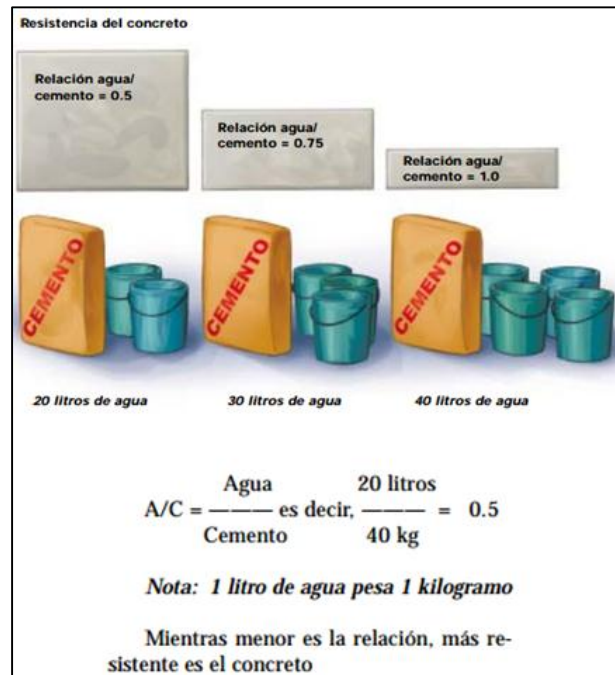 Resistencia del concreto
Relación agua/
cemento = 0.5
Relación agua/
cemento = 0.75
Relación agua/
cemento = 1.0
CEMENTO
CEMENTO
CEMENTO
20 litros de agua
30 litros de agua
40 litros de agua
Agua 20 litros
A/C = ——— es decir, ——— = 0.5
Cemento 40 kg
Nota: 1 litro de agua pesa 1 kilogramo
Mientras menor es la relación, más re-
sistente es el concreto